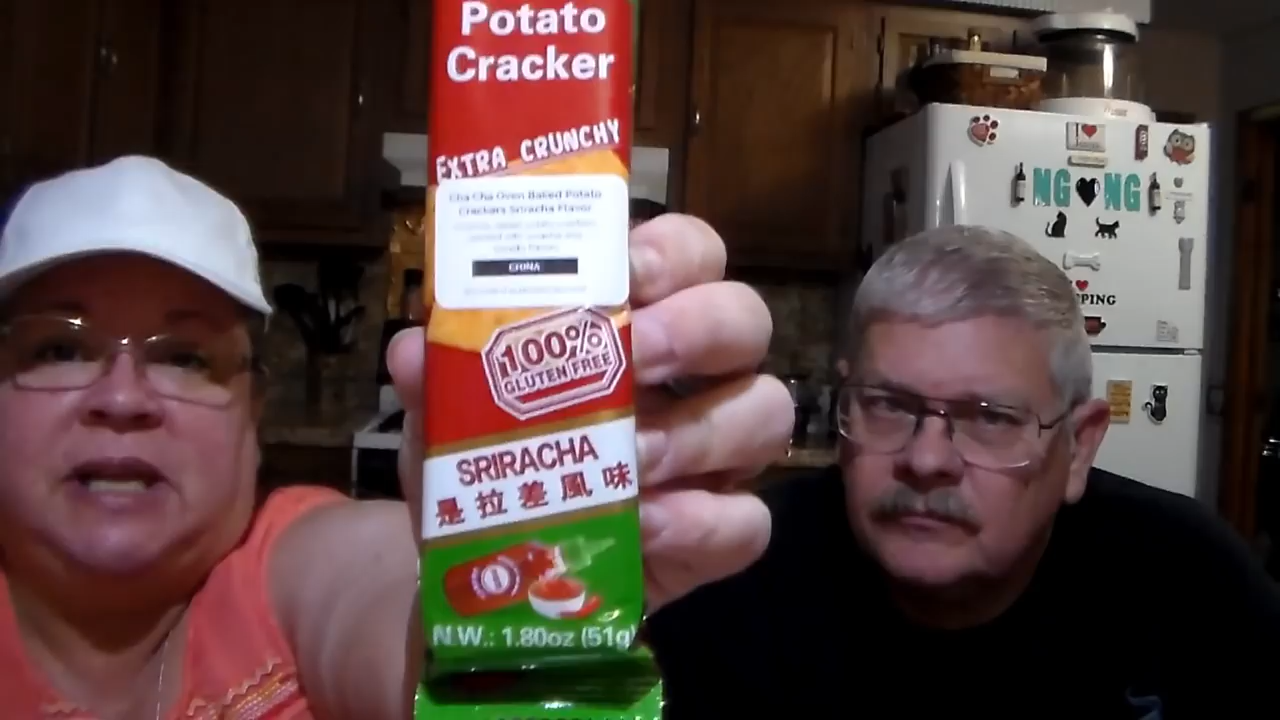 Potato
Cracker
EXTRA CRUNCHY
Cha Cha Oven Baked Potato
Crackers Sriracha Flavor
CHINA
100%
GLUTEN FREE
SRIRACHA
是拉差風味
N.W.: 1.80oz (51g)
NG NG
PING